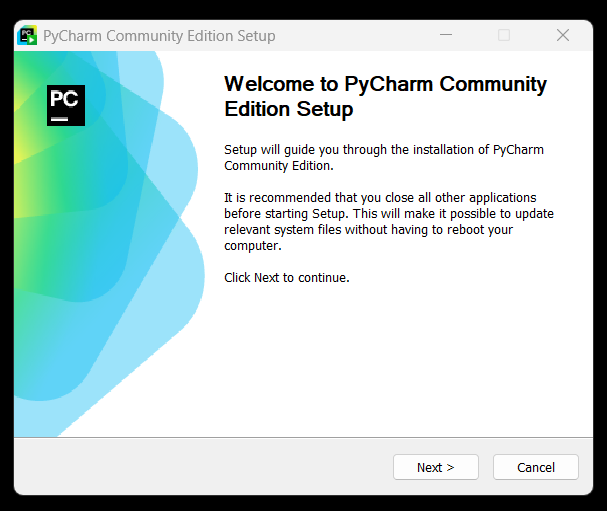 PC PyCharm Community Edition Setup
PC
Welcome to PyCharm Community
Edition Setup
Setup will guide you through the installation of PyCharm
Community Edition.
It is recommended that you close all other applications
before starting Setup. This will make it possible to update
relevant system files without having to reboot your
computer.
Click Next to continue.
Next >
Cancel